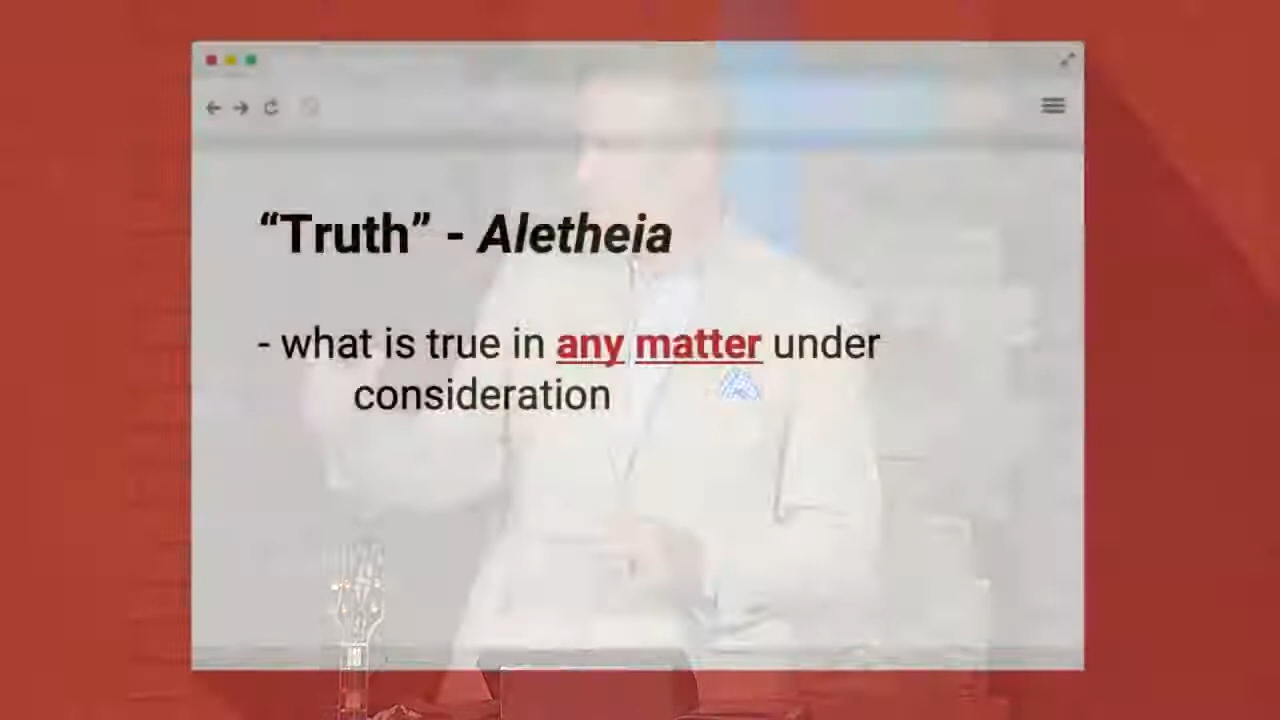 “Truth” - Aletheia
- what is true in any matter under
consideration